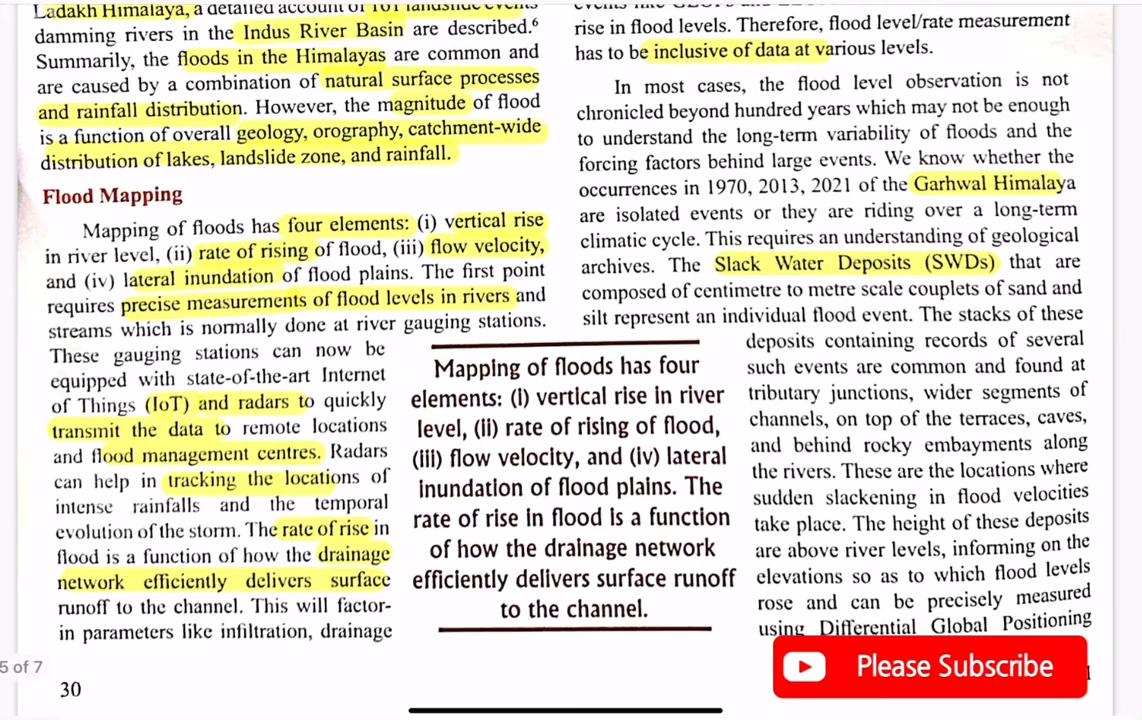 Ladakh Himalaya, a detailed account of 161 landslide events
damming rivers in the Indus River Basin are described.6
Summarily, the floods in the Himalayas are common and
are caused by a combination of natural surface processes
and rainfall distribution. However, the magnitude of flood
is a function of overall geology, orography, catchment-wide
distribution of lakes, landslide zone, and rainfall.
Flood Mapping
Mapping of floods has four elements: (i) vertical rise
in river level, (ii) rate of rising of flood, (iii) flow velocity,
and (iv) lateral inundation of flood plains. The first point
requires precise measurements of flood levels in rivers and
streams which is normally done at river gauging stations.
These gauging stations can now be
equipped with state-of-the-art Internet
of Things (IoT) and radars to quickly
transmit the data to remote locations
and flood management centres. Radars
can help in tracking the locations of
intense rainfalls and the temporal
evolution of the storm. The rate of rise in
flood is a function of how the drainage
network efficiently delivers surface
runoff to the channel. This will factor-
in parameters like infiltration, drainage
Mapping of floods has four
elements: (i) vertical rise in river
level, (ii) rate of rising of flood,
(iii) flow velocity, and (iv) lateral
inundation of flood plains. The
rate of rise in flood is a function
of how the drainage network
efficiently delivers surface runoff
to the channel.
rise in flood levels. Therefore, flood level/rate measurement
has to be inclusive of data at various levels.
In most cases, the flood level observation is not
chronicled beyond hundred years which may not be enough
to understand the long-term variability of floods and the
forcing factors behind large events. We know whether the
occurrences in 1970, 2013, 2021 of the Garhwal Himalaya
are isolated events or they are riding over a long-term
climatic cycle. This requires an understanding of geological
archives. The Slack Water Deposits (SWDs) that are
composed of centimetre to metre scale couplets of sand and
silt represent an individual flood event. The stacks of these
deposits containing records of several
such events are common and found at
tributary junctions, wider segments of
channels, on top of the terraces, caves,
and behind rocky embayments along
the rivers. These are the locations where
sudden slackening in flood velocities
take place. The height of these deposits
are above river levels, informing on the
elevations so as to which flood levels
rose and can be precisely measured
using Differential Global Positioning
Please Subscribe
5 of 7
30